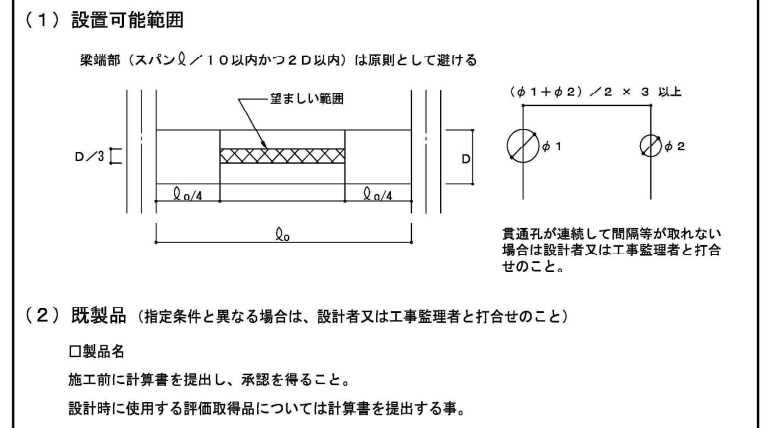 （１）設置可能範囲
梁端部（スパンℓ／１０以内かつ２Ｄ以内）は原則として避ける
望ましい範囲
（φ１＋φ２）／２ × ３ 以上
D／3
D
φ１
φ２
ℓo/4
ℓo/4
ℓo
貫通孔が連続して間隔等が取れない
場合は設計者又は工事監理者と打合
せのこと。
（２）既製品（指定条件と異なる場合は、設計者又は工事監理者と打合せのこと）
□製品名
施工前に計算書を提出し、承認を得ること。
設計時に使用する評価取得品については計算書を提出する事。